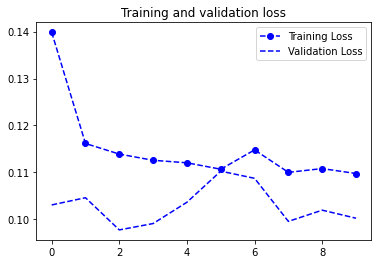 Training and validation loss
Training Loss
Validation Loss
0.14
0.13
0.12
0.11
0.10
0 2 4 6 8